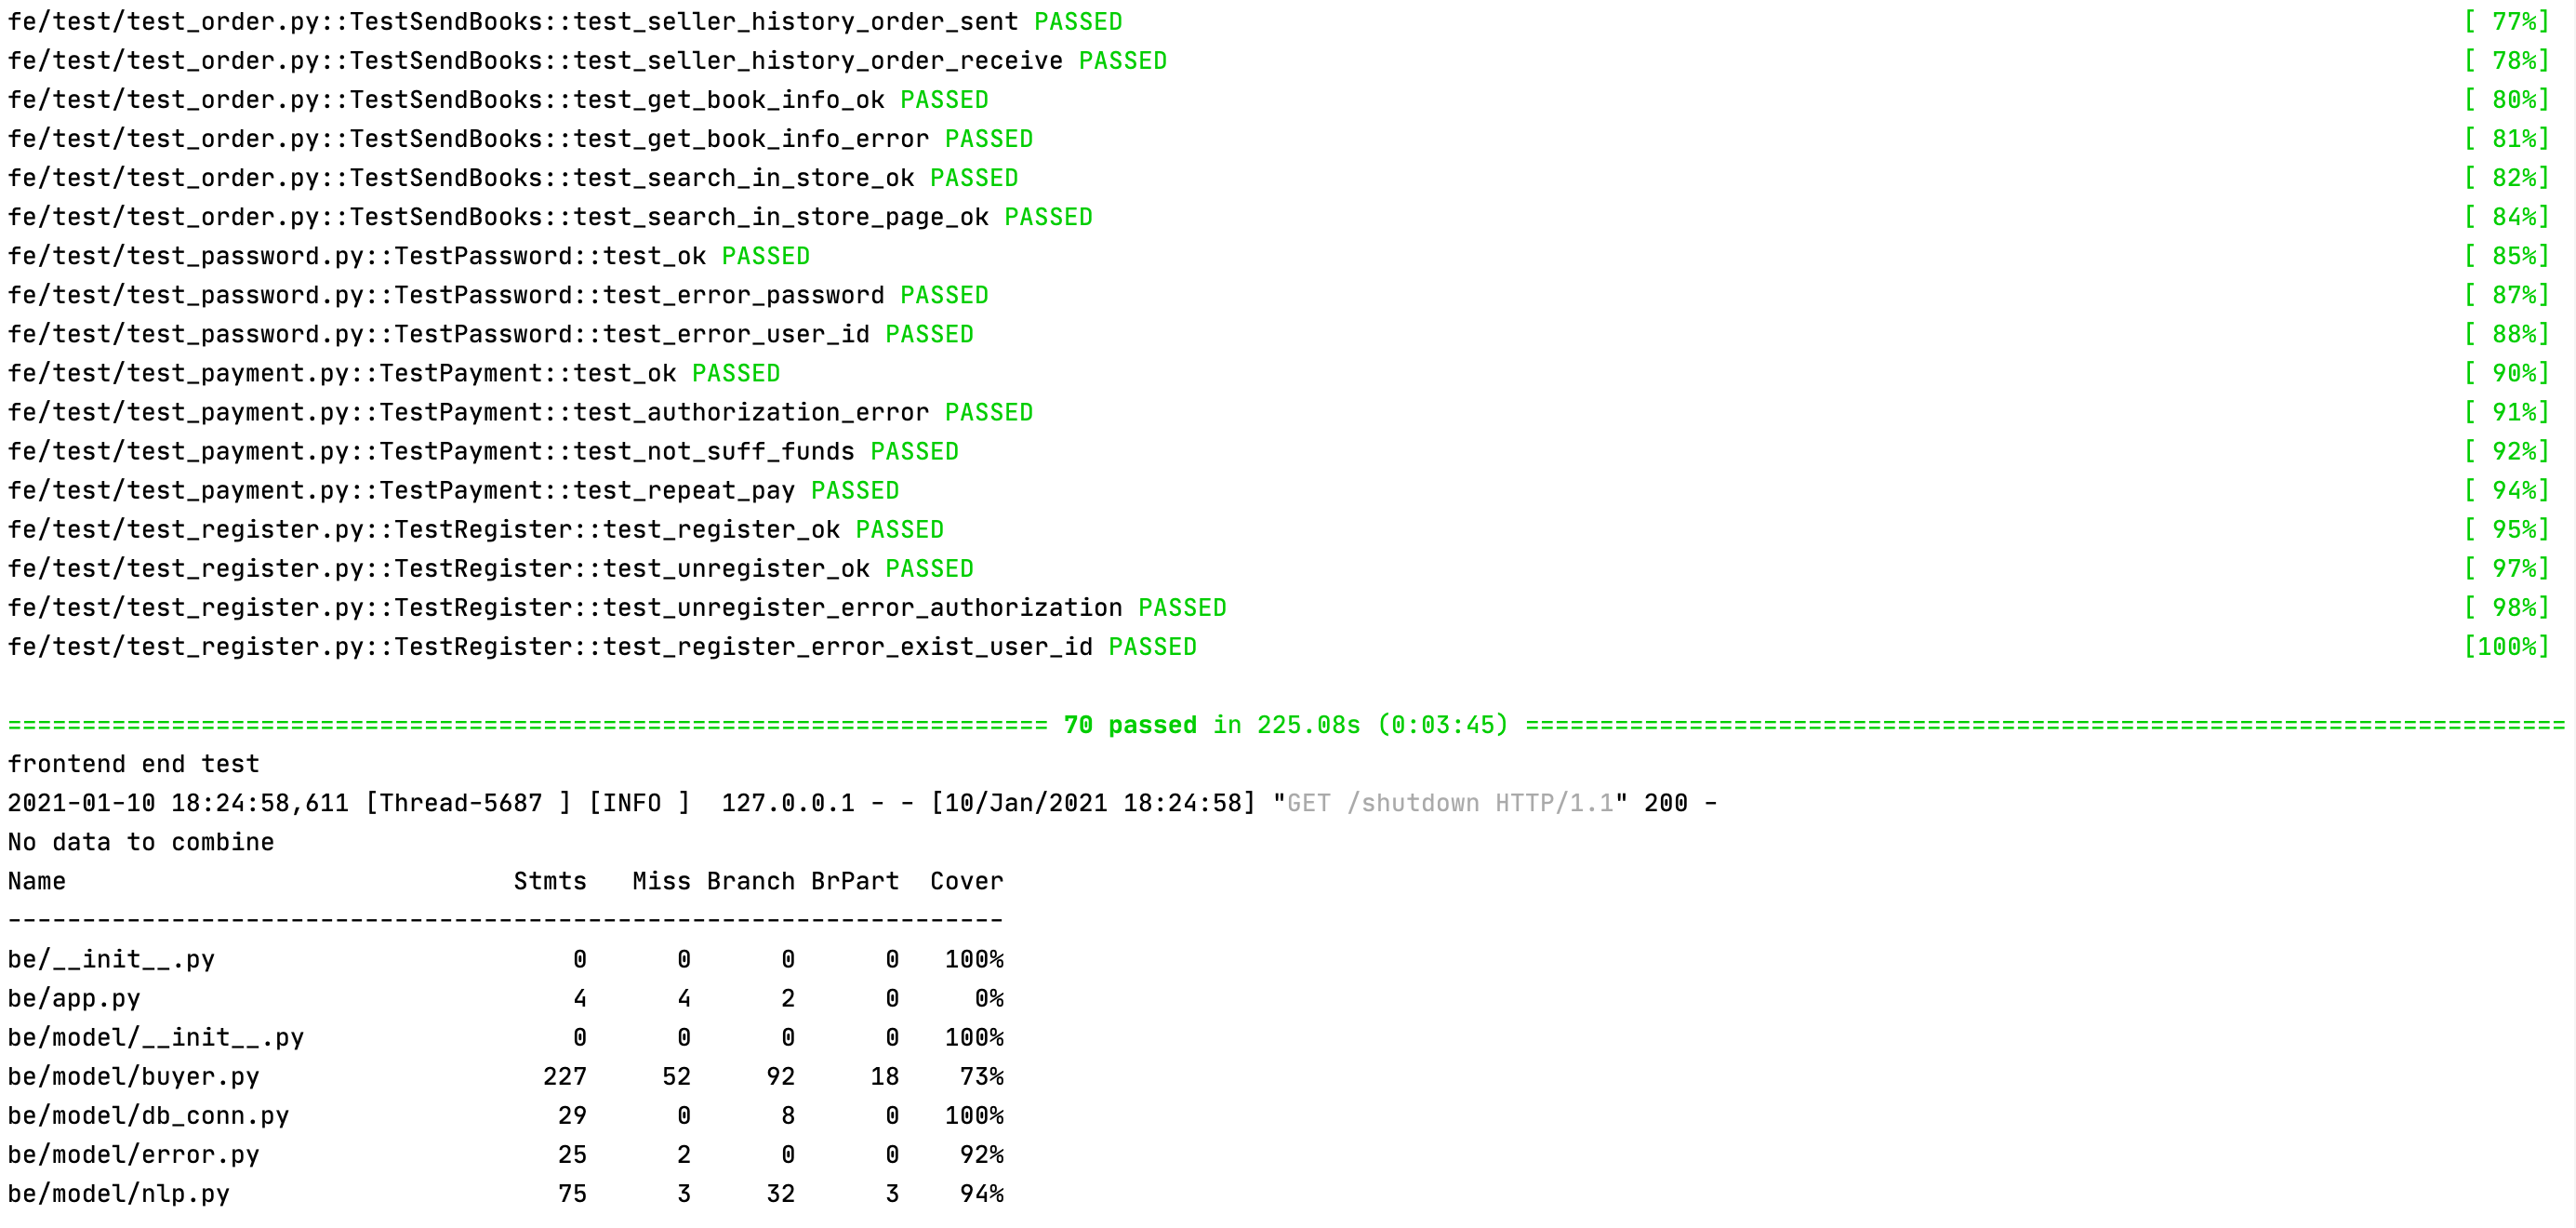 fe/test/test_order.py::TestSendBooks::test_seller_history_order_sent PASSED [ 77%]
fe/test/test_order.py::TestSendBooks::test_seller_history_order_receive PASSED [ 78%]
fe/test/test_order.py::TestSendBooks::test_get_book_info_ok PASSED [ 80%]
fe/test/test_order.py::TestSendBooks::test_get_book_info_error PASSED [ 81%]
fe/test/test_order.py::TestSendBooks::test_search_in_store_ok PASSED [ 82%]
fe/test/test_order.py::TestSendBooks::test_search_in_store_page_ok PASSED [ 84%]
fe/test/test_password.py::TestPassword::test_ok PASSED [ 85%]
fe/test/test_password.py::TestPassword::test_error_password PASSED [ 87%]
fe/test/test_password.py::TestPassword::test_error_user_id PASSED [ 88%]
fe/test/test_payment.py::TestPayment::test_ok PASSED [ 90%]
fe/test/test_payment.py::TestPayment::test_authorization_error PASSED [ 91%]
fe/test/test_payment.py::TestPayment::test_not_suff_funds PASSED [ 92%]
fe/test/test_payment.py::TestPayment::test_repeat_pay PASSED [ 94%]
fe/test/test_register.py::TestRegister::test_register_ok PASSED [ 95%]
fe/test/test_register.py::TestRegister::test_unregister_ok PASSED [ 97%]
fe/test/test_register.py::TestRegister::test_unregister_error_authorization PASSED [ 98%]
fe/test/test_register.py::TestRegister::test_register_error_exist_user_id PASSED [100%]
====================================================================== 70 passed in 225.08s (0:03:45) ======================================================================
frontend end test
2021-01-10 18:24:58,611 [Thread-5687 ] [INFO ]  127.0.0.1 - - [10/Jan/2021 18:24:58] "GET /shutdown HTTP/1.1" 200 -
No data to combine
Name                              Stmts   Miss Branch BrPart  Cover
-------------------------------------------------------------------
be/__init__.py                        0      0      0      0   100%
be/app.py                             4      4      2      0     0%
be/model/__init__.py                  0      0      0      0   100%
be/model/buyer.py                   227     52     92     18    73%
be/model/db_conn.py                  29      0      8      0   100%
be/model/error.py                    25      2      0      0    92%
be/model/nlp.py                      75      3     32      3    94%